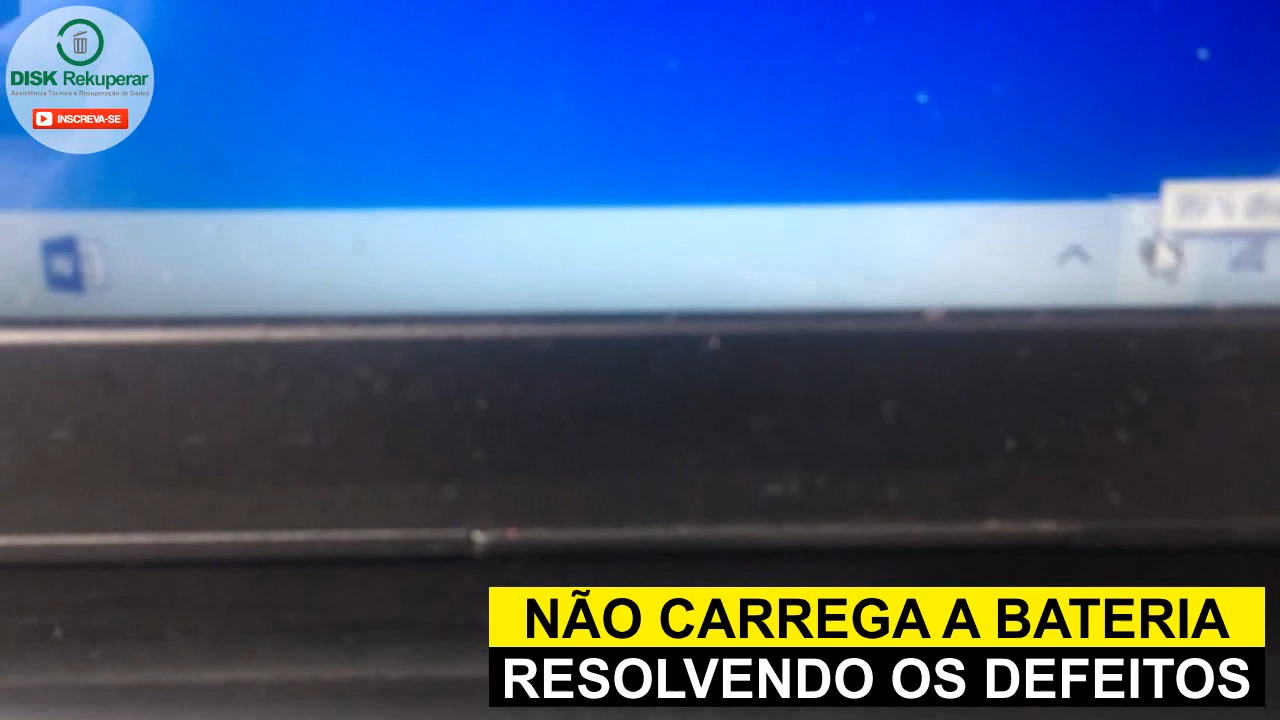 DISK Rekuperar
Assistência Técnica e Recuperação de Dados
INSCREVA-SE
NÃO CARREGA A BATERIA
RESOLVENDO OS DEFEITOS